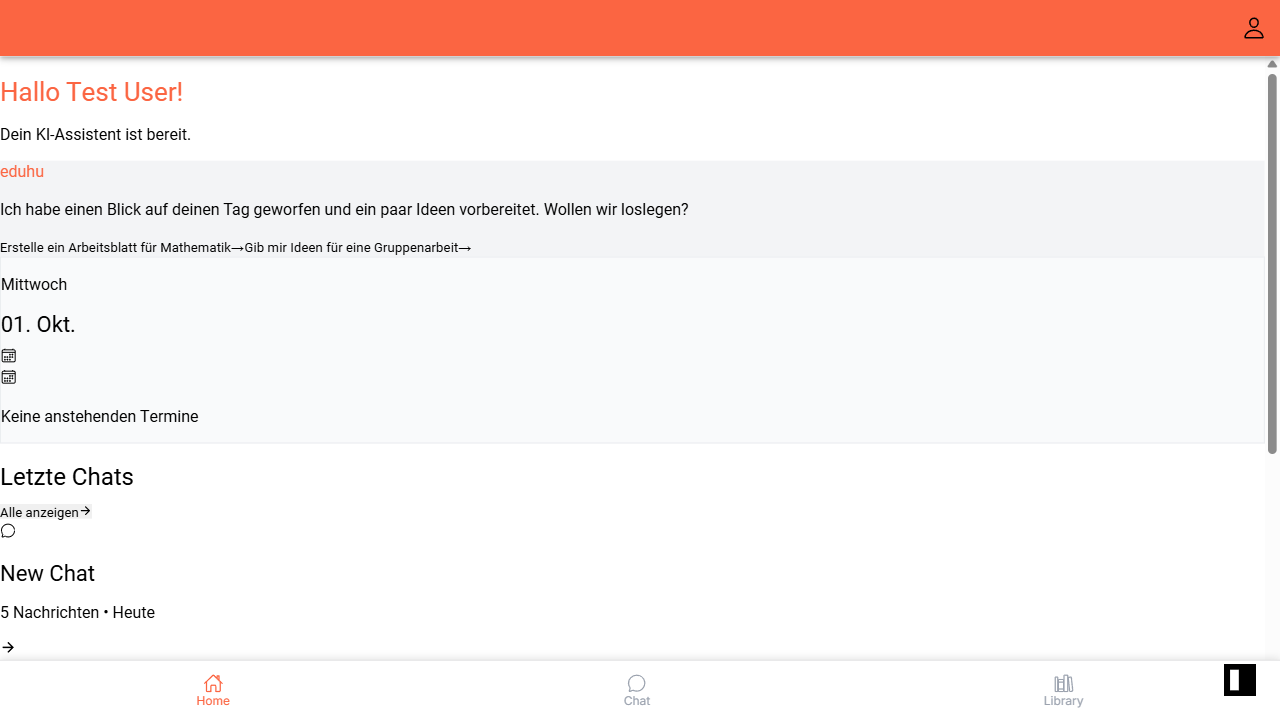 Hallo Test User!
Dein KI-Assistent ist bereit.
eduhu
Ich habe einen Blick auf deinen Tag geworfen und ein paar Ideen vorbereitet. Wollen wir loslegen?
Erstelle ein Arbeitsblatt für Mathematik→Gib mir Ideen für eine Gruppenarbeit→
Mittwoch
01. Okt.
Keine anstehenden Termine
Letzte Chats
Alle anzeigen→
New Chat
5 Nachrichten • Heute
→
Home Chat Library